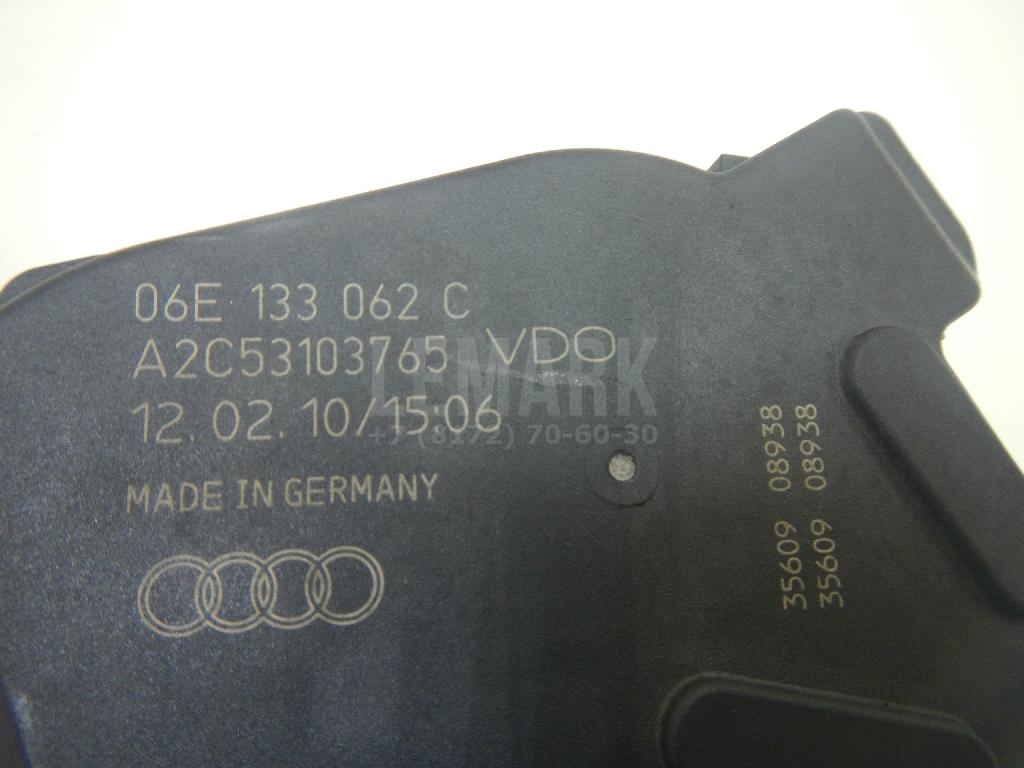 06E 133 062 C
A2C53103765 VDO
12.02.10/15:06
MADE IN GERMANY
LEMARK
+7 (8172) 70-60-30
35609 08938
35609 08938